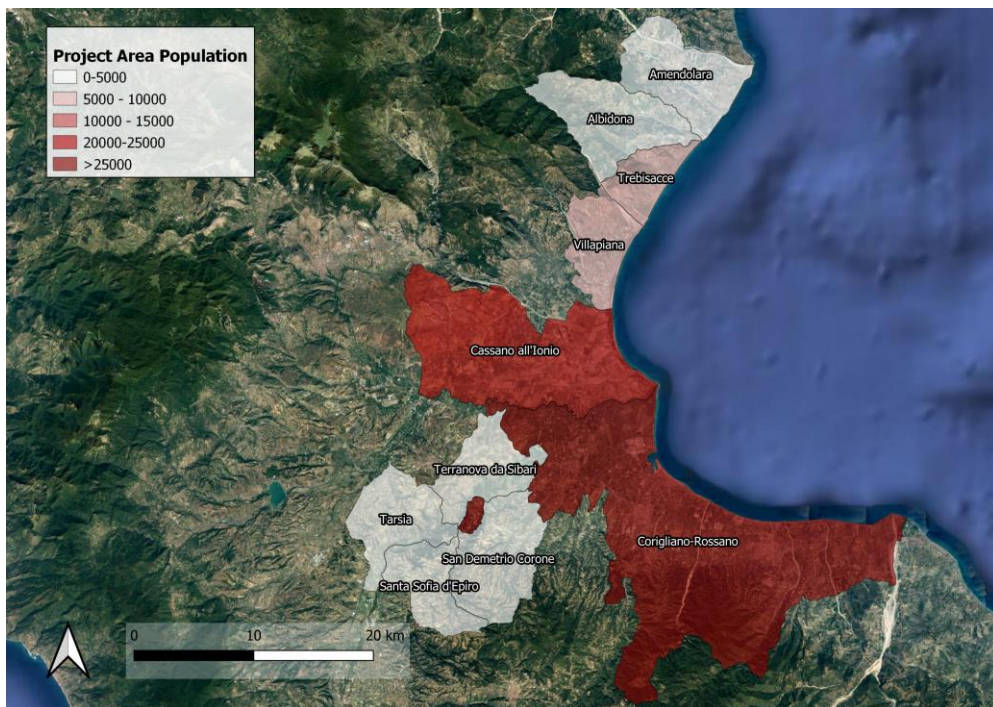 Project Area Population
0-5000
5000 - 10000
10000 - 15000
20000-25000
>25000
Amendolara
Albidona
Trebisacce
Villapiana
Cassano all'Ionio
Terranova da Sibari
Tarsia
Corigliano-Rossano
San Demetrio Corone
Santa Sofia d'Epiro
0 10 20 km